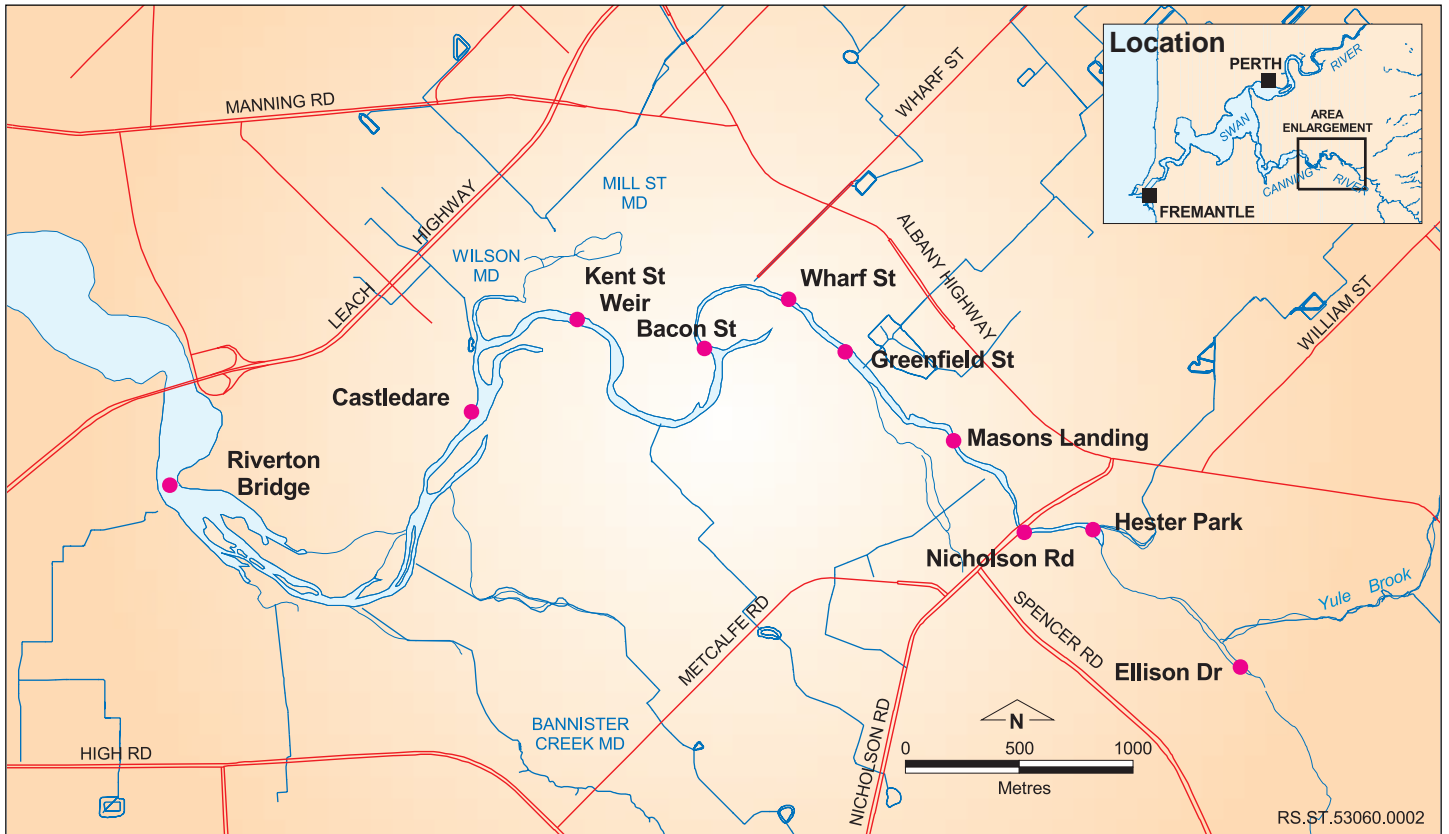 MANNING RD
WHARF ST
Location
PERTH
RIVER
SWAN
AREA
ENLARGEMENT
CANNING
RIVER
FREMANTLE
MILL ST
MD
HIGHWAY
LEACH
WILSON
MD
ALBANY HIGHWAY
WILLIAM ST
Kent St
Weir
Wharf St
Bacon St
Greenfield St
Castledare
Masons Landing
Riverton
Bridge
Hester Park
Nicholson Rd
Yule Brook
METCALFE RD
SPENCER RD
Ellison Dr
BANNISTER
CREEK MD
NICHOLSON RD
HIGH RD
N
0 500 1000
Metres
RS.ST.53060.0002